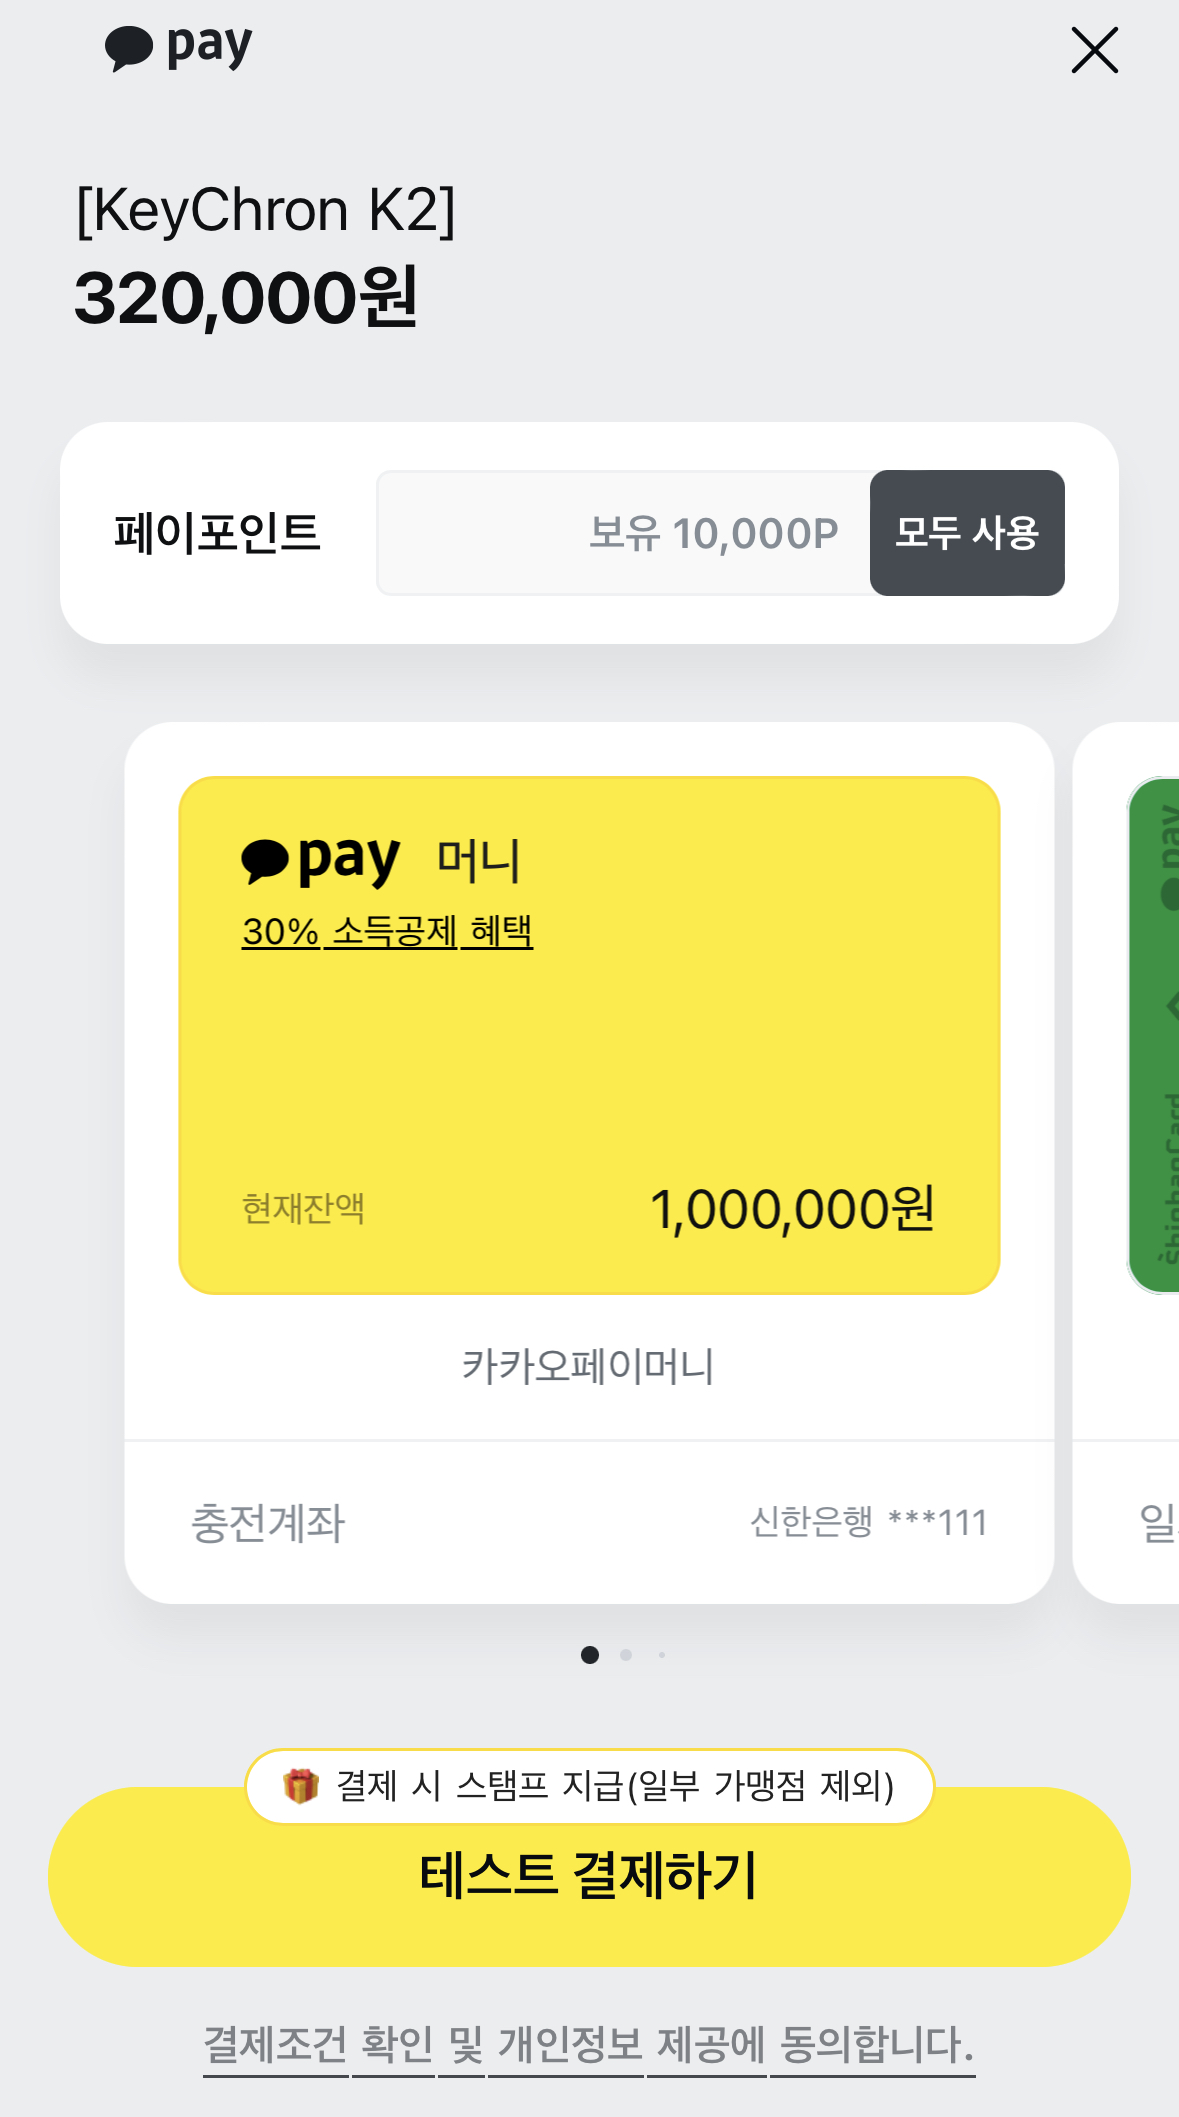 pay
[KeyChron K2]
320,000원
페이포인트 보유 10,000P 모두 사용
pay 머니
30% 소득공제 혜택
현재잔액 1,000,000원
카카오페이머니
충전계좌 신한은행 ***111
pay
ShinhanCard
일
결제 시 스탬프 지급(일부 가맹점 제외)
테스트 결제하기
결제조건 확인 및 개인정보 제공에 동의합니다.